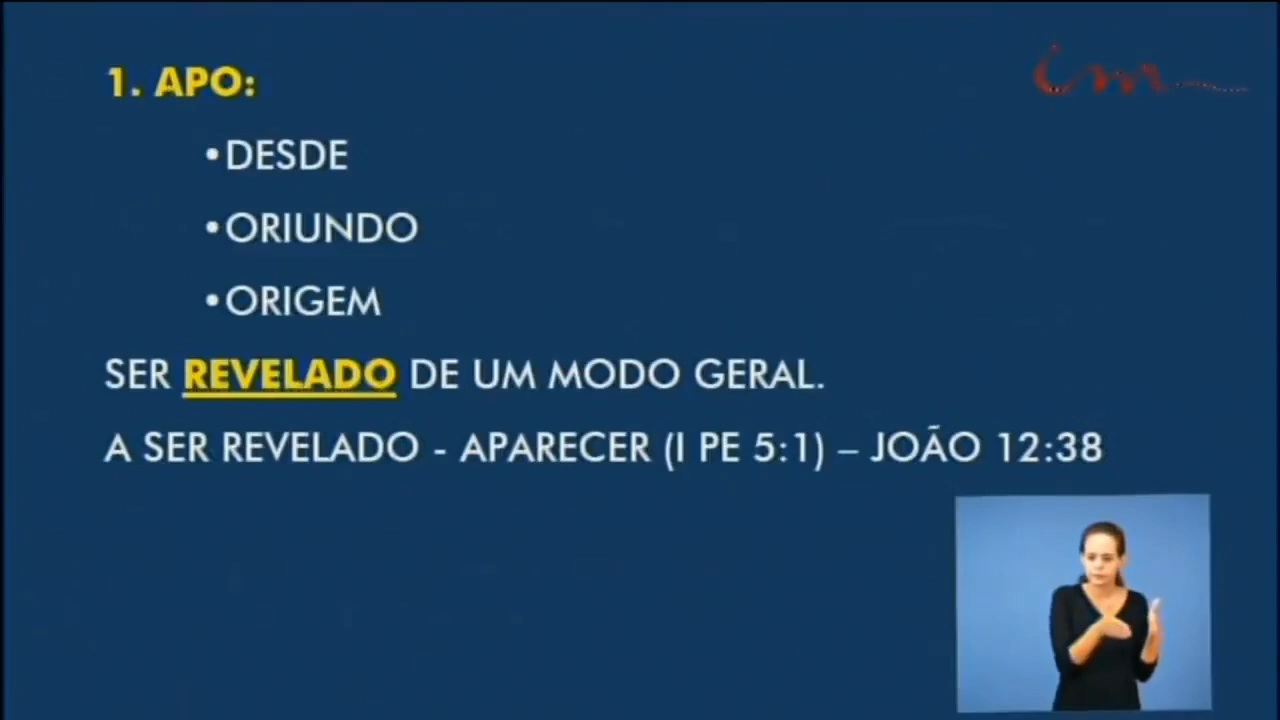 1. APO:
•DESDE
•ORIUNDO
•ORIGEM
SER REVELADO DE UM MODO GERAL.
A SER REVELADO - APARECER (I PE 5:1) – JOÃO 12:38